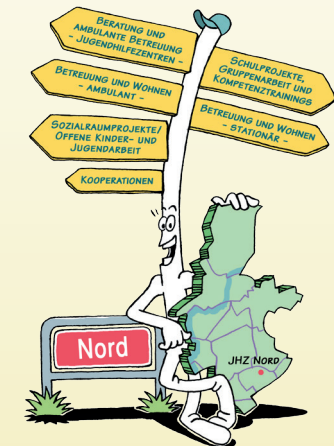 BERATUNG UND
AMBULANTE BETREUUNG
- JUGENDHILFEZENTREN -
SCHULPROJEKTE,
GRUPPENARBEIT UND
KOMPETENZTRAININGS
BETREUUNG UND WOHNEN
- AMBULANT -
BETREUUNG UND WOHNEN
- STATIONÄR -
SOZIALRAUMPROJEKTE/
OFFENE KINDER- UND
JUGENDARBEIT
KOOPERATIONEN
Nord
JHZ NORD